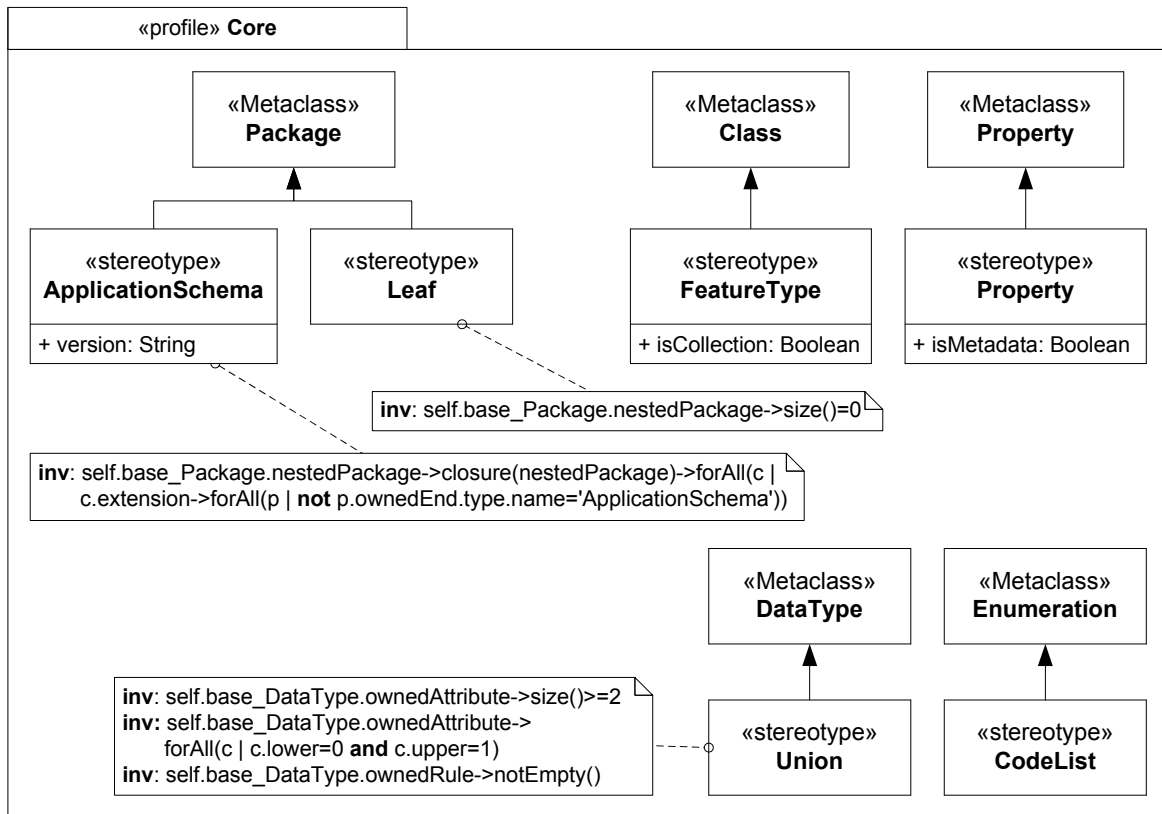 «profile» Core
«Metaclass»
Package
«Metaclass»
Class
«Metaclass»
Property
«stereotype»
ApplicationSchema
+ version: String
«stereotype»
Leaf
«stereotype»
FeatureType
+ isCollection: Boolean
«stereotype»
Property
+ isMetadata: Boolean
inv: self.base_Package.nestedPackage->size()=0
inv: self.base_Package.nestedPackage->closure(nestedPackage)->forAll(c |
c.extension->forAll(p | not p.ownedEnd.type.name='ApplicationSchema'))
«Metaclass»
DataType
«Metaclass»
Enumeration
inv: self.base_DataType.ownedAttribute->size()>=2
inv: self.base_DataType.ownedAttribute->
forAll(c | c.lower=0 and c.upper=1)
inv: self.base_DataType.ownedRule->notEmpty()
«stereotype»
Union
«stereotype»
CodeList